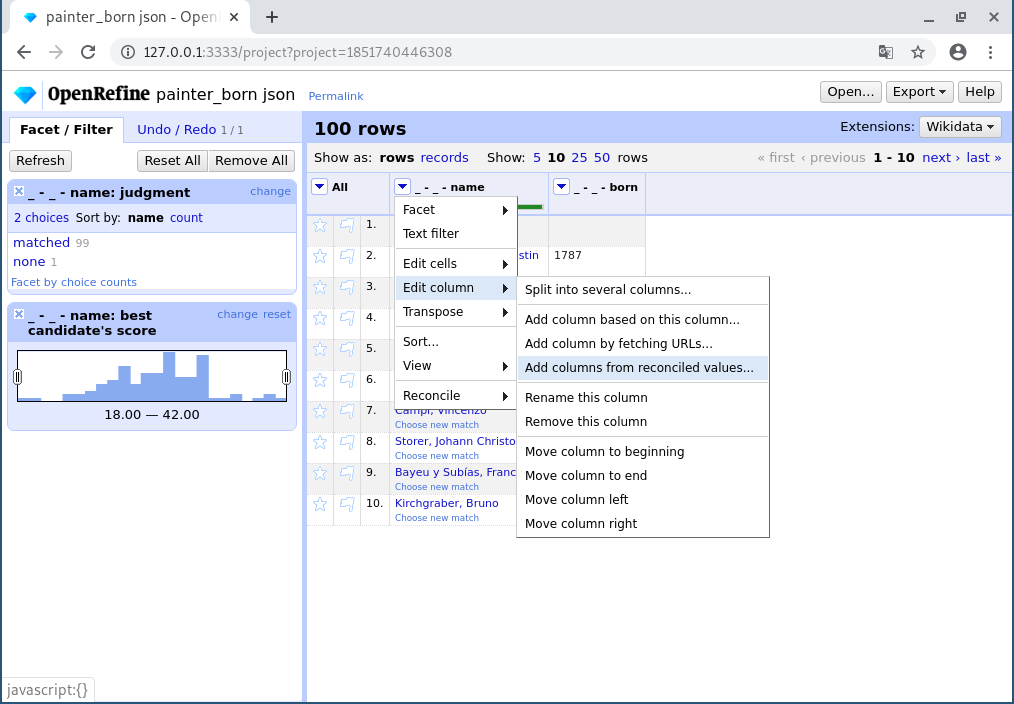 painter_born json - Open
127.0.0.1:3333/project?project=1851740446308
OpenRefine painter_born json Permalink
Open... Export Help
Facet / Filter Undo / Redo 1 / 1
Refresh Reset All Remove All
_ - _ - name: judgment change
2 choices Sort by: name count
matched 99
none 1
Facet by choice counts
_ - _ - name: best candidate's score change reset
18.00 — 42.00
100 rows
Extensions: Wikidata
Show as: rows records Show: 5 10 25 50 rows
« first ‹ previous 1 - 10 next › last »
All _ - _ - name _ - _ - born
1.
2. stin 1787
3.
4.
5.
6.
7. Campi, Vincenzo
Choose new match
8. Storer, Johann Christo
Choose new match
9. Bayeu y Subías, Franc
Choose new match
10. Kirchgraber, Bruno
Choose new match
Facet
Text filter
Edit cells
Edit column
Transpose
Sort...
View
Reconcile
Split into several columns...
Add column based on this column...
Add column by fetching URLs...
Add columns from reconciled values...
Rename this column
Remove this column
Move column to beginning
Move column to end
Move column left
Move column right
javascript:{}